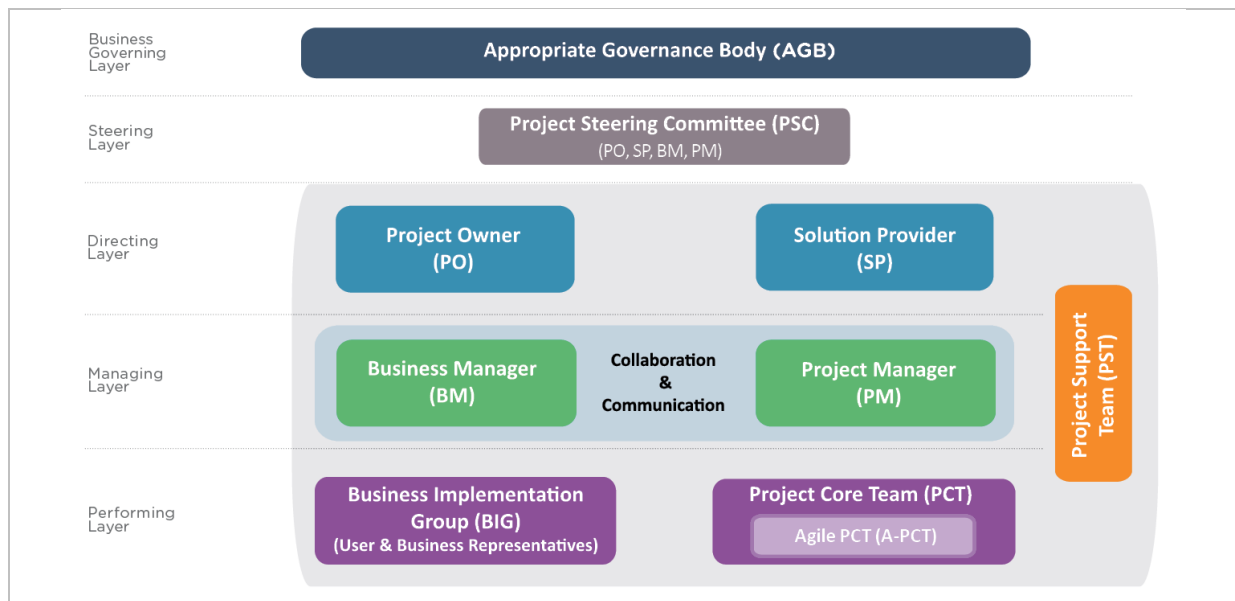 Business
Governing
Layer
Appropriate Governance Body (AGB)
Steering
Layer
Project Steering Committee (PSC)
(PO, SP, BM, PM)
Directing
Layer
Project Owner
(PO)
Solution Provider
(SP)
Managing
Layer
Business Manager
(BM)
Collaboration
&
Communication
Project Manager
(PM)
Project Support
Team (PST)
Performing
Layer
Business Implementation
Group (BIG)
(User & Business Representatives)
Project Core Team (PCT)
Agile PCT (A-PCT)